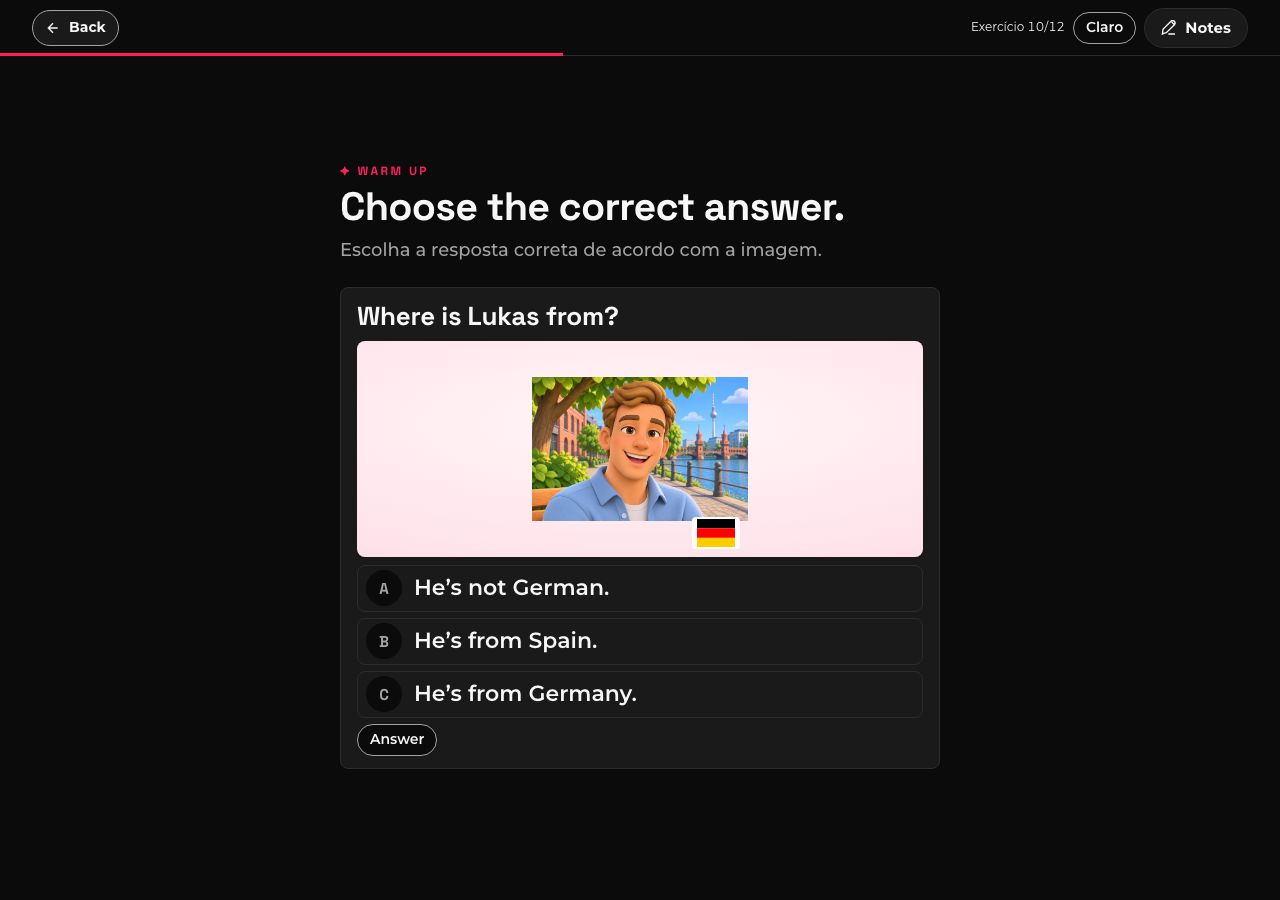 Back
Exercício 10/12
Claro
Notes
WARM UP
Choose the correct answer.
Escolha a resposta correta de acordo com a imagem.
Where is Lukas from?
A He’s not German.
B He’s from Spain.
C He’s from Germany.
Answer